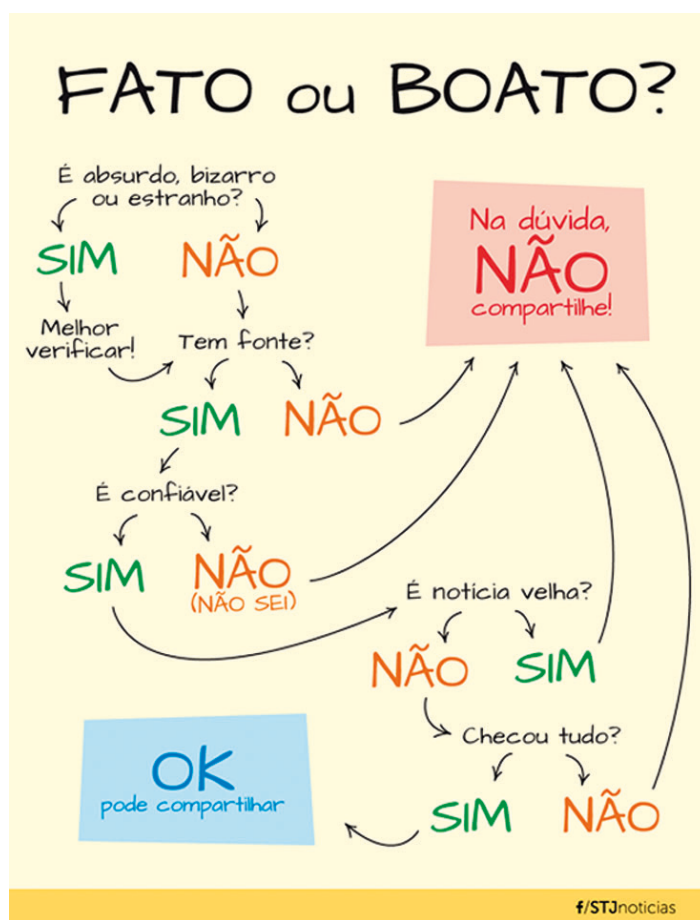 FATO ou BOATO?
É absurdo, bizarro
ou estranho?
SIM
NÃO
Melhor
verificar!
Tem fonte?
SIM
NÃO
É confiável?
SIM
NÃO
(NÃO SEI)
É notícia velha?
NÃO
SIM
Checou tudo?
SIM
NÃO
Na dúvida,
NÃO
compartilhe!
OK
pode compartilhar
f/STJnoticias